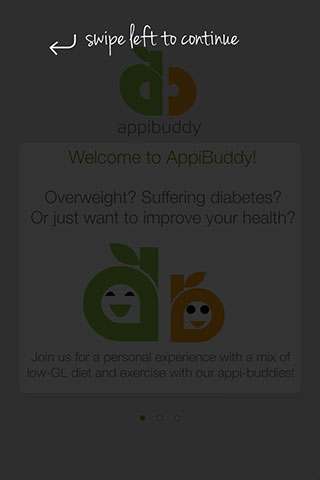 swipe left to continue
appibuddy
Welcome to AppiBuddy!
Overweight? Suffering diabetes?
Or just want to improve your health?
Join us for a personal experience with a mix of
low-GL diet and exercise with our appi-buddies!